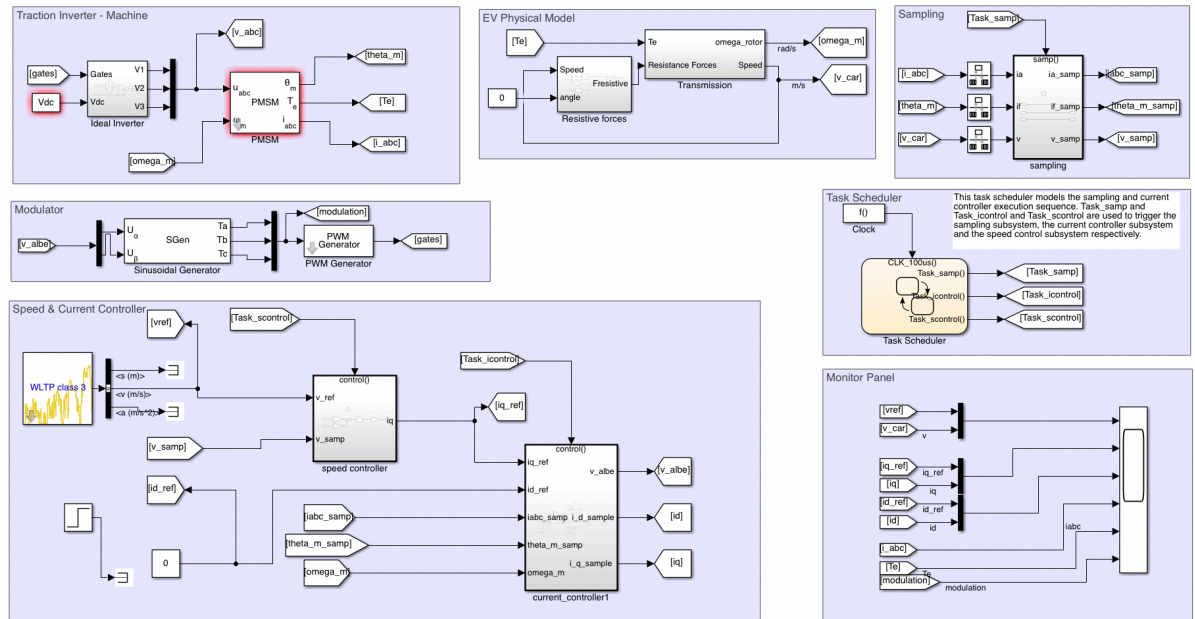 Traction Inverter - Machine
[v_abc]
[gates]
Vdc
Gates
Vdc
V1
V2
V3
Ideal Inverter
u abc
ω m
PMSM
θ m
T e
i abc
PMSM
[theta_m]
[Te]
[i_abc]
[omega_m]
EV Physical Model
[Te]
0
Speed
angle
Fresistive
Resistive forces
Te
Resistance Forces
omega_rotor
Speed
Transmission
rad/s
m/s
[omega_m]
[v_car]
Sampling
[Task_samp]
samp()
[i_abc]
[theta_m]
[v_car]
ia
if
v
ia_samp
if_samp
v_samp
sampling
[iabc_samp]
[theta_m_samp]
[v_samp]
Modulator
[v_albe]
U α
U β
SGen
Ta
Tb
Tc
Sinusoidal Generator
[modulation]
PWM
Generator
PWM Generator
[gates]
Task Scheduler
f()
Clock
This task scheduler models the sampling and current
controller execution sequence. Task_samp and
Task_icontrol and Task_scontrol are used to trigger the
sampling subsystem, the current controller subsystem
and the speed control subsystem respectively.
CLK_100us()
Task_samp()
Task_icontrol()
Task_scontrol()
Task Scheduler
[Task_samp]
[Task_icontrol]
[Task_scontrol]
Speed & Current Controller
[vref]
[Task_scontrol]
[Task_icontrol]
WLTP class 3
<s (m)>
<v (m/s)>
<a (m/s^2)>
control()
v_ref
v_samp
iq
speed controller
[v_samp]
[iq_ref]
[id_ref]
0
[iabc_samp]
[theta_m_samp]
[omega_m]
control()
iq_ref
id_ref
iabc_samp
theta_m_samp
omega_m
v_albe
i_d_sample
i_q_sample
current_controller1
[v_albe]
[id]
[iq]
Monitor Panel
[vref]
[v_car]
v
[iq_ref]
iq_ref
[iq]
iq
[id_ref]
id_ref
[id]
id
[i_abc]
iabc
[Te]
Te
[modulation]
modulation